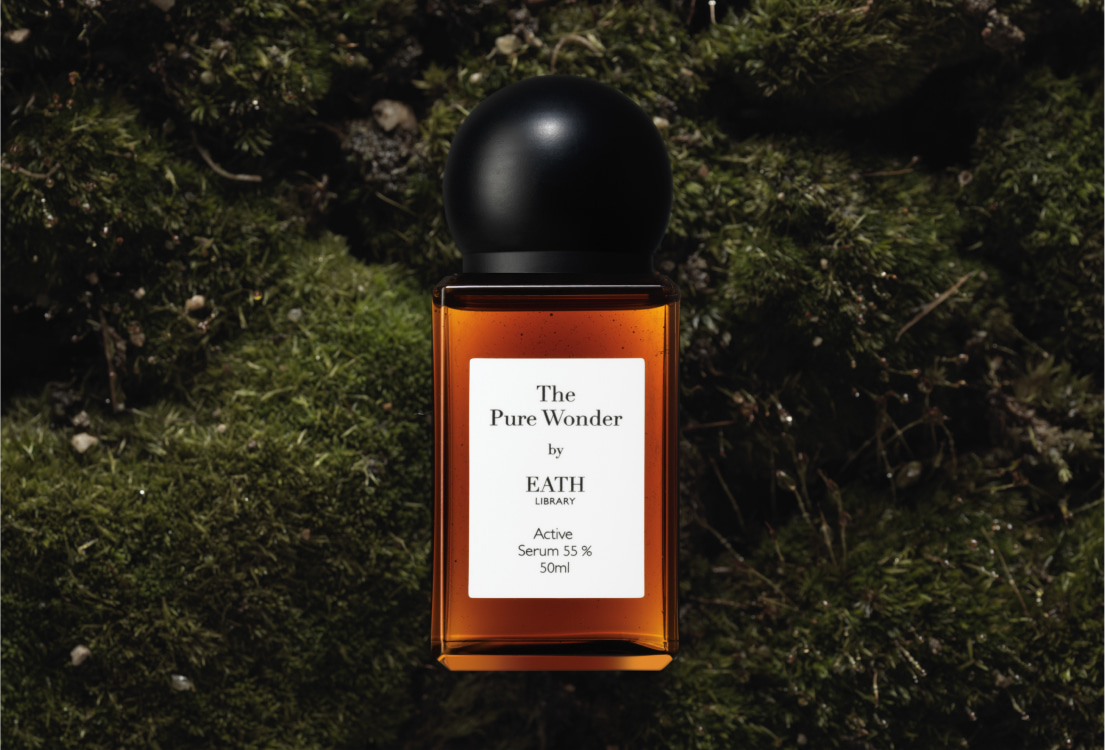 The
Pure Wonder
by
EATH
LIBRARY
Active
Serum 55 %
50ml